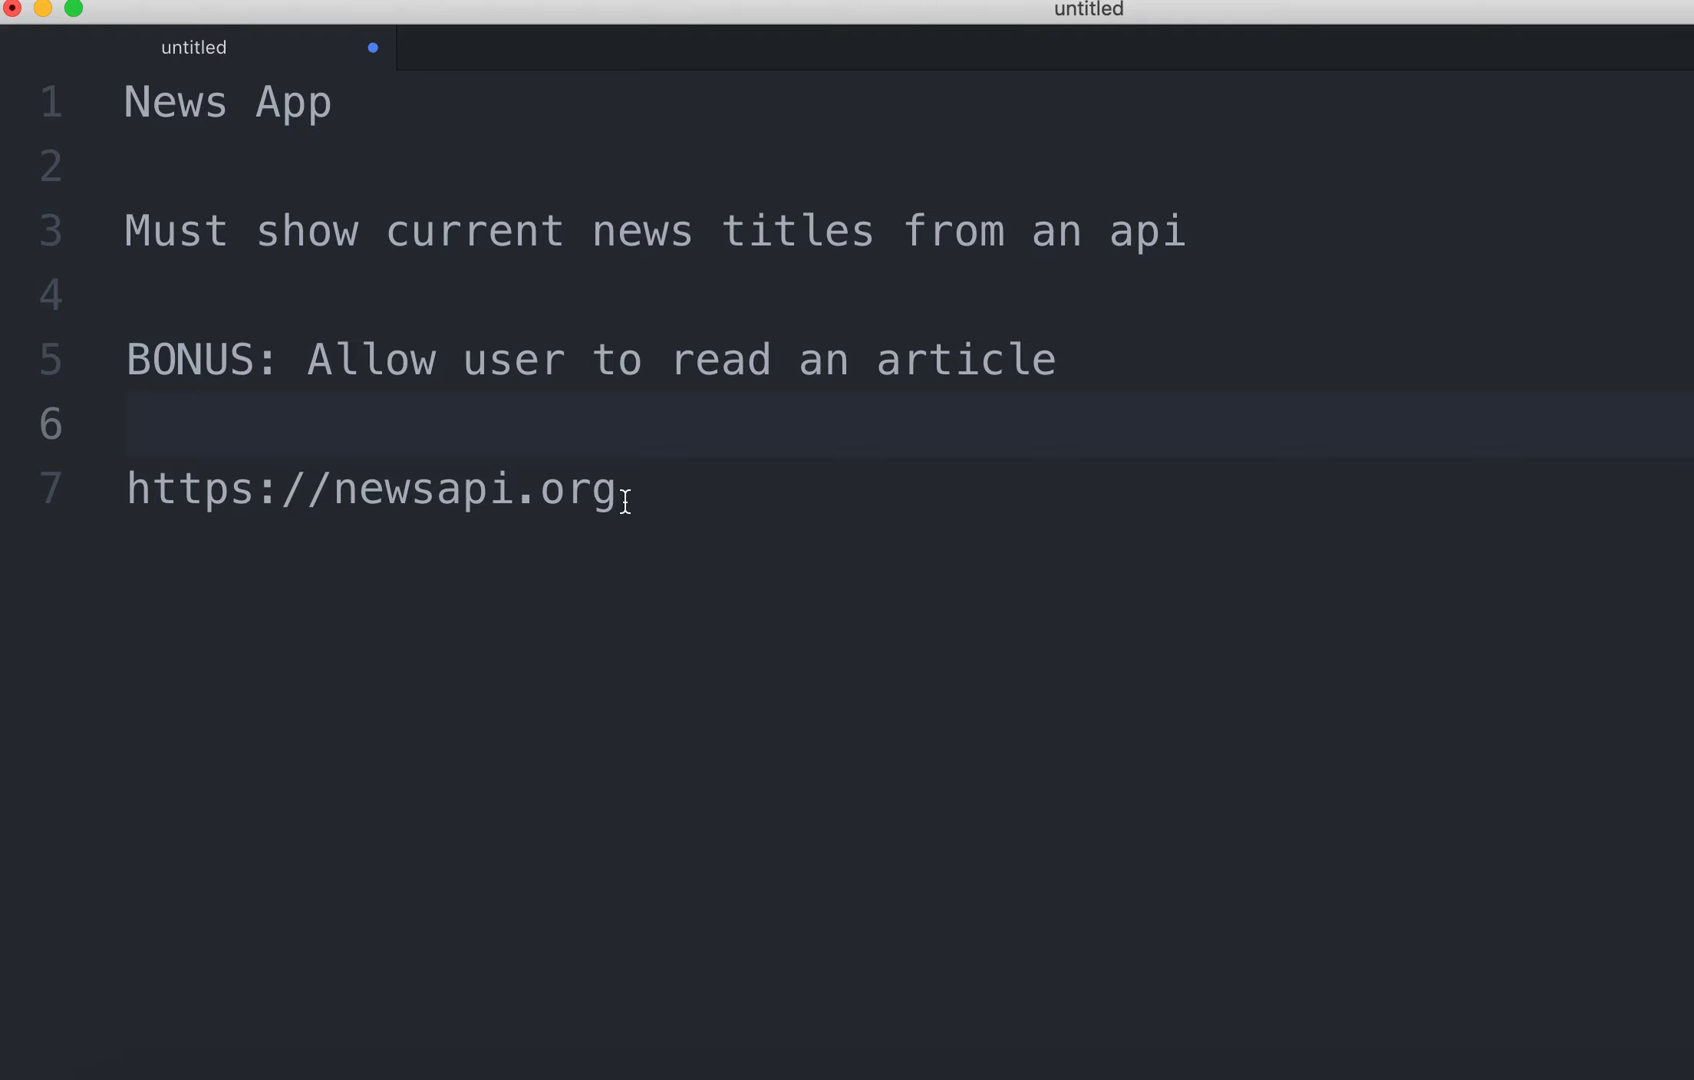 untitled
untitled
1 News App
2
3 Must show current news titles from an api
4
5 BONUS: Allow user to read an article
6
7 https://newsapi.org